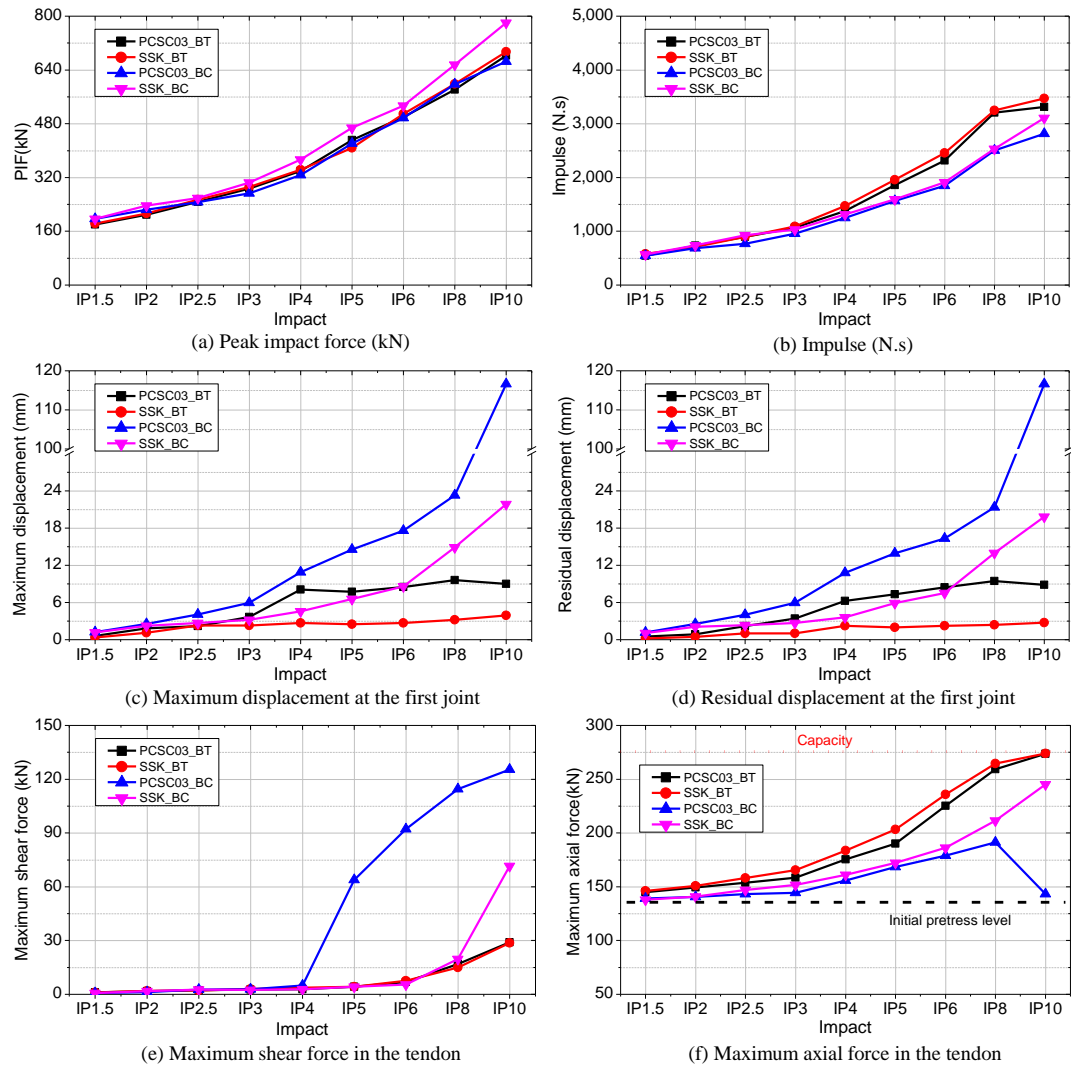 PIF(kN)
800
640
480
320
160
0
PCSC03_BT
SSK_BT
PCSC03_BC
SSK_BC
IP1.5 IP2 IP2.5 IP3 IP4 IP5 IP6 IP8 IP10
Impact
(a) Peak impact force (kN)
Impulse (N.s)
5,000
4,000
3,000
2,000
1,000
0
PCSC03_BT
SSK_BT
PCSC03_BC
SSK_BC
IP1.5 IP2 IP2.5 IP3 IP4 IP5 IP6 IP8 IP10
Impact
(b) Impulse (N.s)
Maximum displacement (mm)
120
110
100
24
18
12
6
0
PCSC03_BT
SSK_BT
PCSC03_BC
SSK_BC
IP1.5 IP2 IP2.5 IP3 IP4 IP5 IP6 IP8 IP10
(c) Maximum displacement at the first joint
Residual displacement (mm)
120
110
100
24
18
12
6
0
PCSC03_BT
SSK_BT
PCSC03_BC
SSK_BC
IP1.5 IP2 IP2.5 IP3 IP4 IP5 IP6 IP8 IP10
(d) Residual displacement at the first joint
Maximum shear force (kN)
150
120
90
60
30
0
PCSC03_BT
SSK_BT
PCSC03_BC
SSK_BC
IP1.5 IP2 IP2.5 IP3 IP4 IP5 IP6 IP8 IP10
Impact
(e) Maximum shear force in the tendon
Maximum axial force(kN)
300
250
200
150
100
50
Capacity
PCSC03_BT
SSK_BT
PCSC03_BC
SSK_BC
Initial pretress level
IP1.5 IP2 IP2.5 IP3 IP4 IP5 IP6 IP8 IP10
Impact
(f) Maximum axial force in the tendon